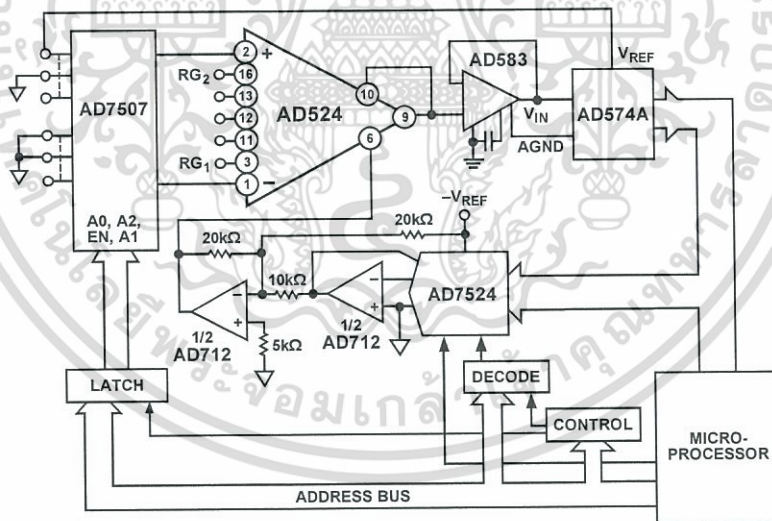 AD7507
A0, A2,
EN, A1
2
+
RG2
16
13
12
11
RG1
3
1
−
AD524
10
9
6
AD583
VIN
AGND
VREF
AD574A
−VREF
20kΩ
20kΩ
10kΩ
−
+
1/2
AD712
5kΩ
−
+
1/2
AD712
AD7524
LATCH
DECODE
CONTROL
MICRO-
PROCESSOR
ADDRESS BUS